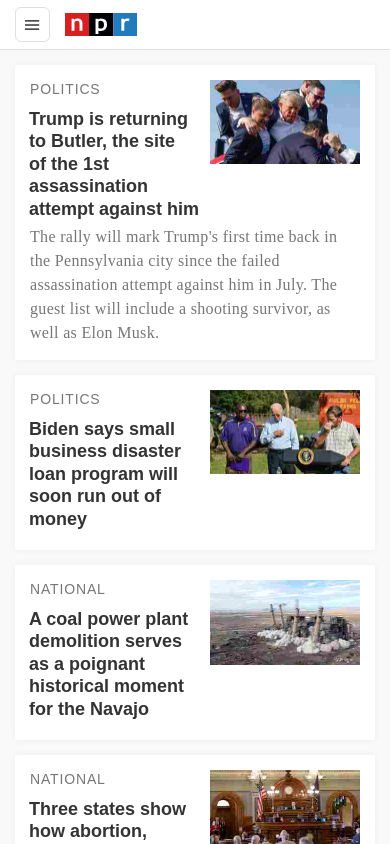 npr
POLITICS
Trump is returning
to Butler, the site
of the 1st
assassination
attempt against him
The rally will mark Trump's first time back in
the Pennsylvania city since the failed
assassination attempt against him in July. The
guest list will include a shooting survivor, as
well as Elon Musk.
POLITICS
Biden says small
business disaster
loan program will
soon run out of
money
NATIONAL
A coal power plant
demolition serves
as a poignant
historical moment
for the Navajo
NATIONAL
Three states show
how abortion,